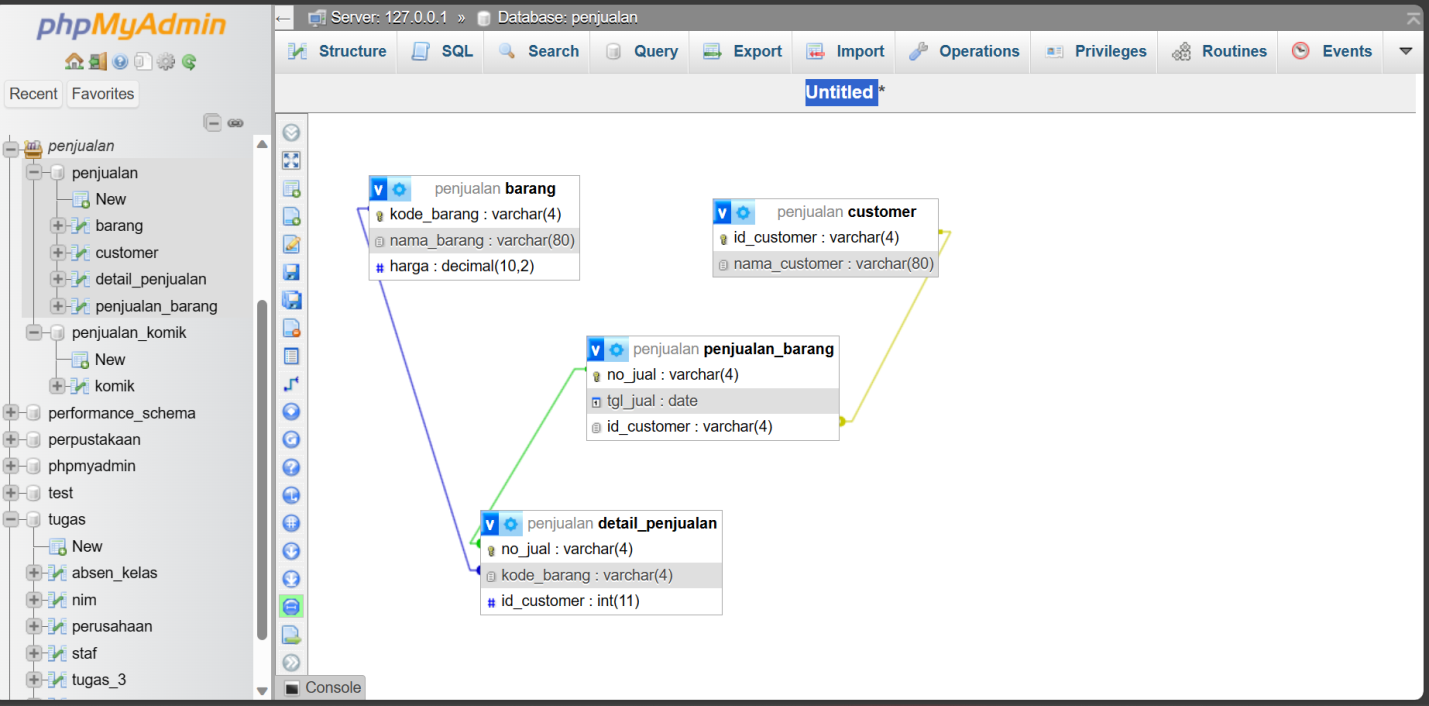 phpMyAdmin
Recent Favorites
penjualan
penjualan
New
barang
customer
detail_penjualan
penjualan_barang
penjualan_komik
New
komik
performance_schema
perpustakaan
phpmyadmin
test
tugas
New
absen_kelas
nim
perusahaan
staf
tugas_3
Server: 127.0.0.1 » Database: penjualan
Structure SQL Search Query Export Import Operations Privileges Routines Events
Untitled *
v penjualan barang
kode_barang : varchar(4)
nama_barang : varchar(80)
# harga : decimal(10,2)
v penjualan customer
id_customer : varchar(4)
nama_customer : varchar(80)
v penjualan penjualan_barang
no_jual : varchar(4)
tgl_jual : date
id_customer : varchar(4)
v penjualan detail_penjualan
no_jual : varchar(4)
kode_barang : varchar(4)
# id_customer : int(11)
Console